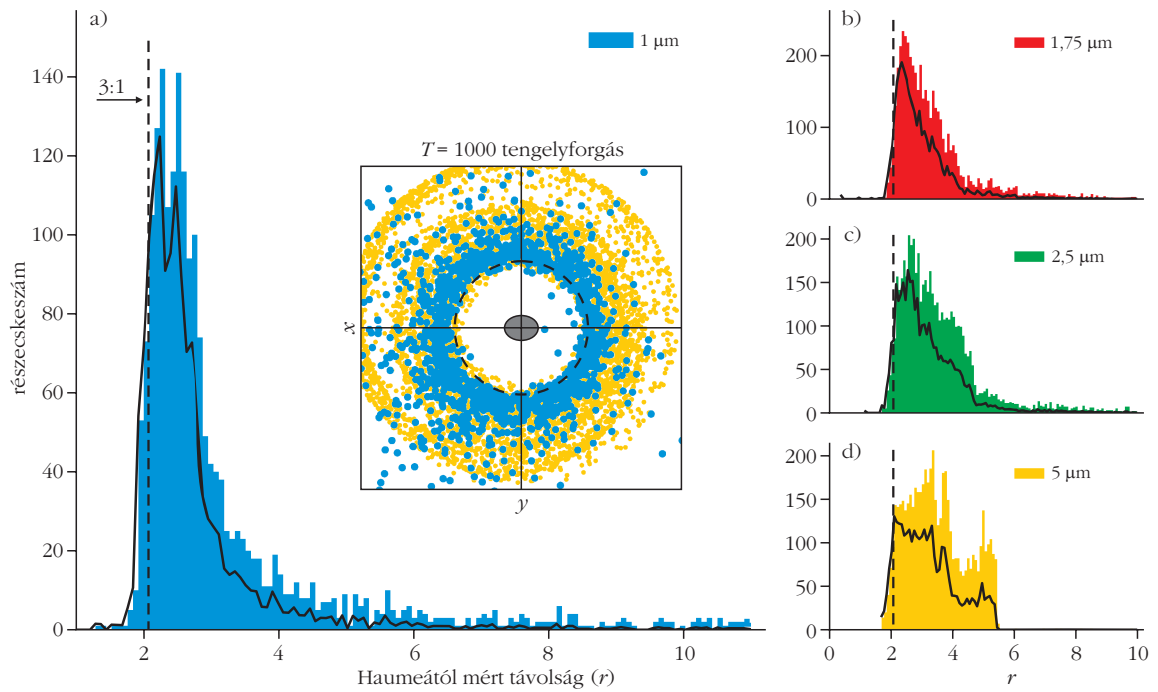 a)
1 µm
140
120
100
80
60
40
20
0
részecskeszám
3:1
T = 1000 tengelyforgás
x
y
2 4 6 8 10
Haumeától mért távolság (r)
b)
1,75 µm
200
100
0
c)
2,5 µm
200
150
100
50
0
d)
5 µm
200
150
100
50
0
0 2 4 6 8 10
r